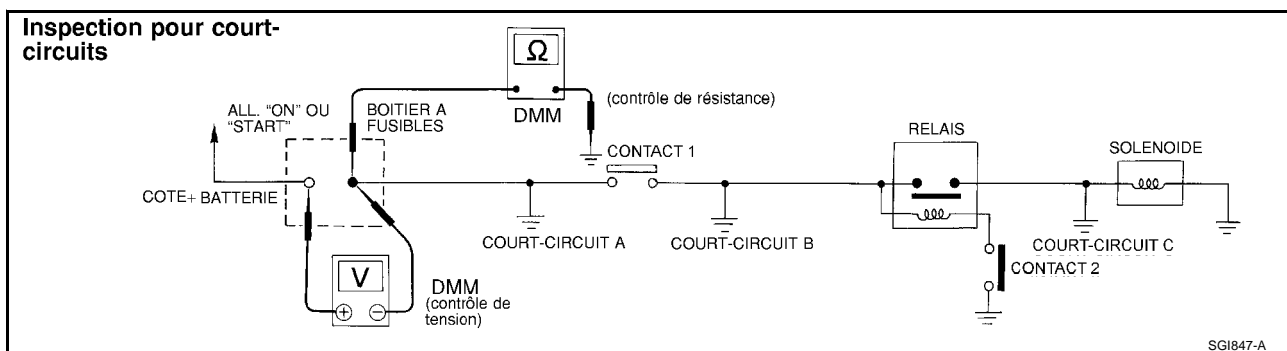 Inspection pour court-
circuits
Ω
DMM
(contrôle de résistance)
ALL. "ON" OU
"START"
BOITIER A
FUSIBLES
COTE+ BATTERIE
CONTACT 1
RELAIS
SOLENOIDE
COURT-CIRCUIT A
COURT-CIRCUIT B
COURT-CIRCUIT C
CONTACT 2
V
+ −
DMM
(contrôle de
tension)
SGI847-A